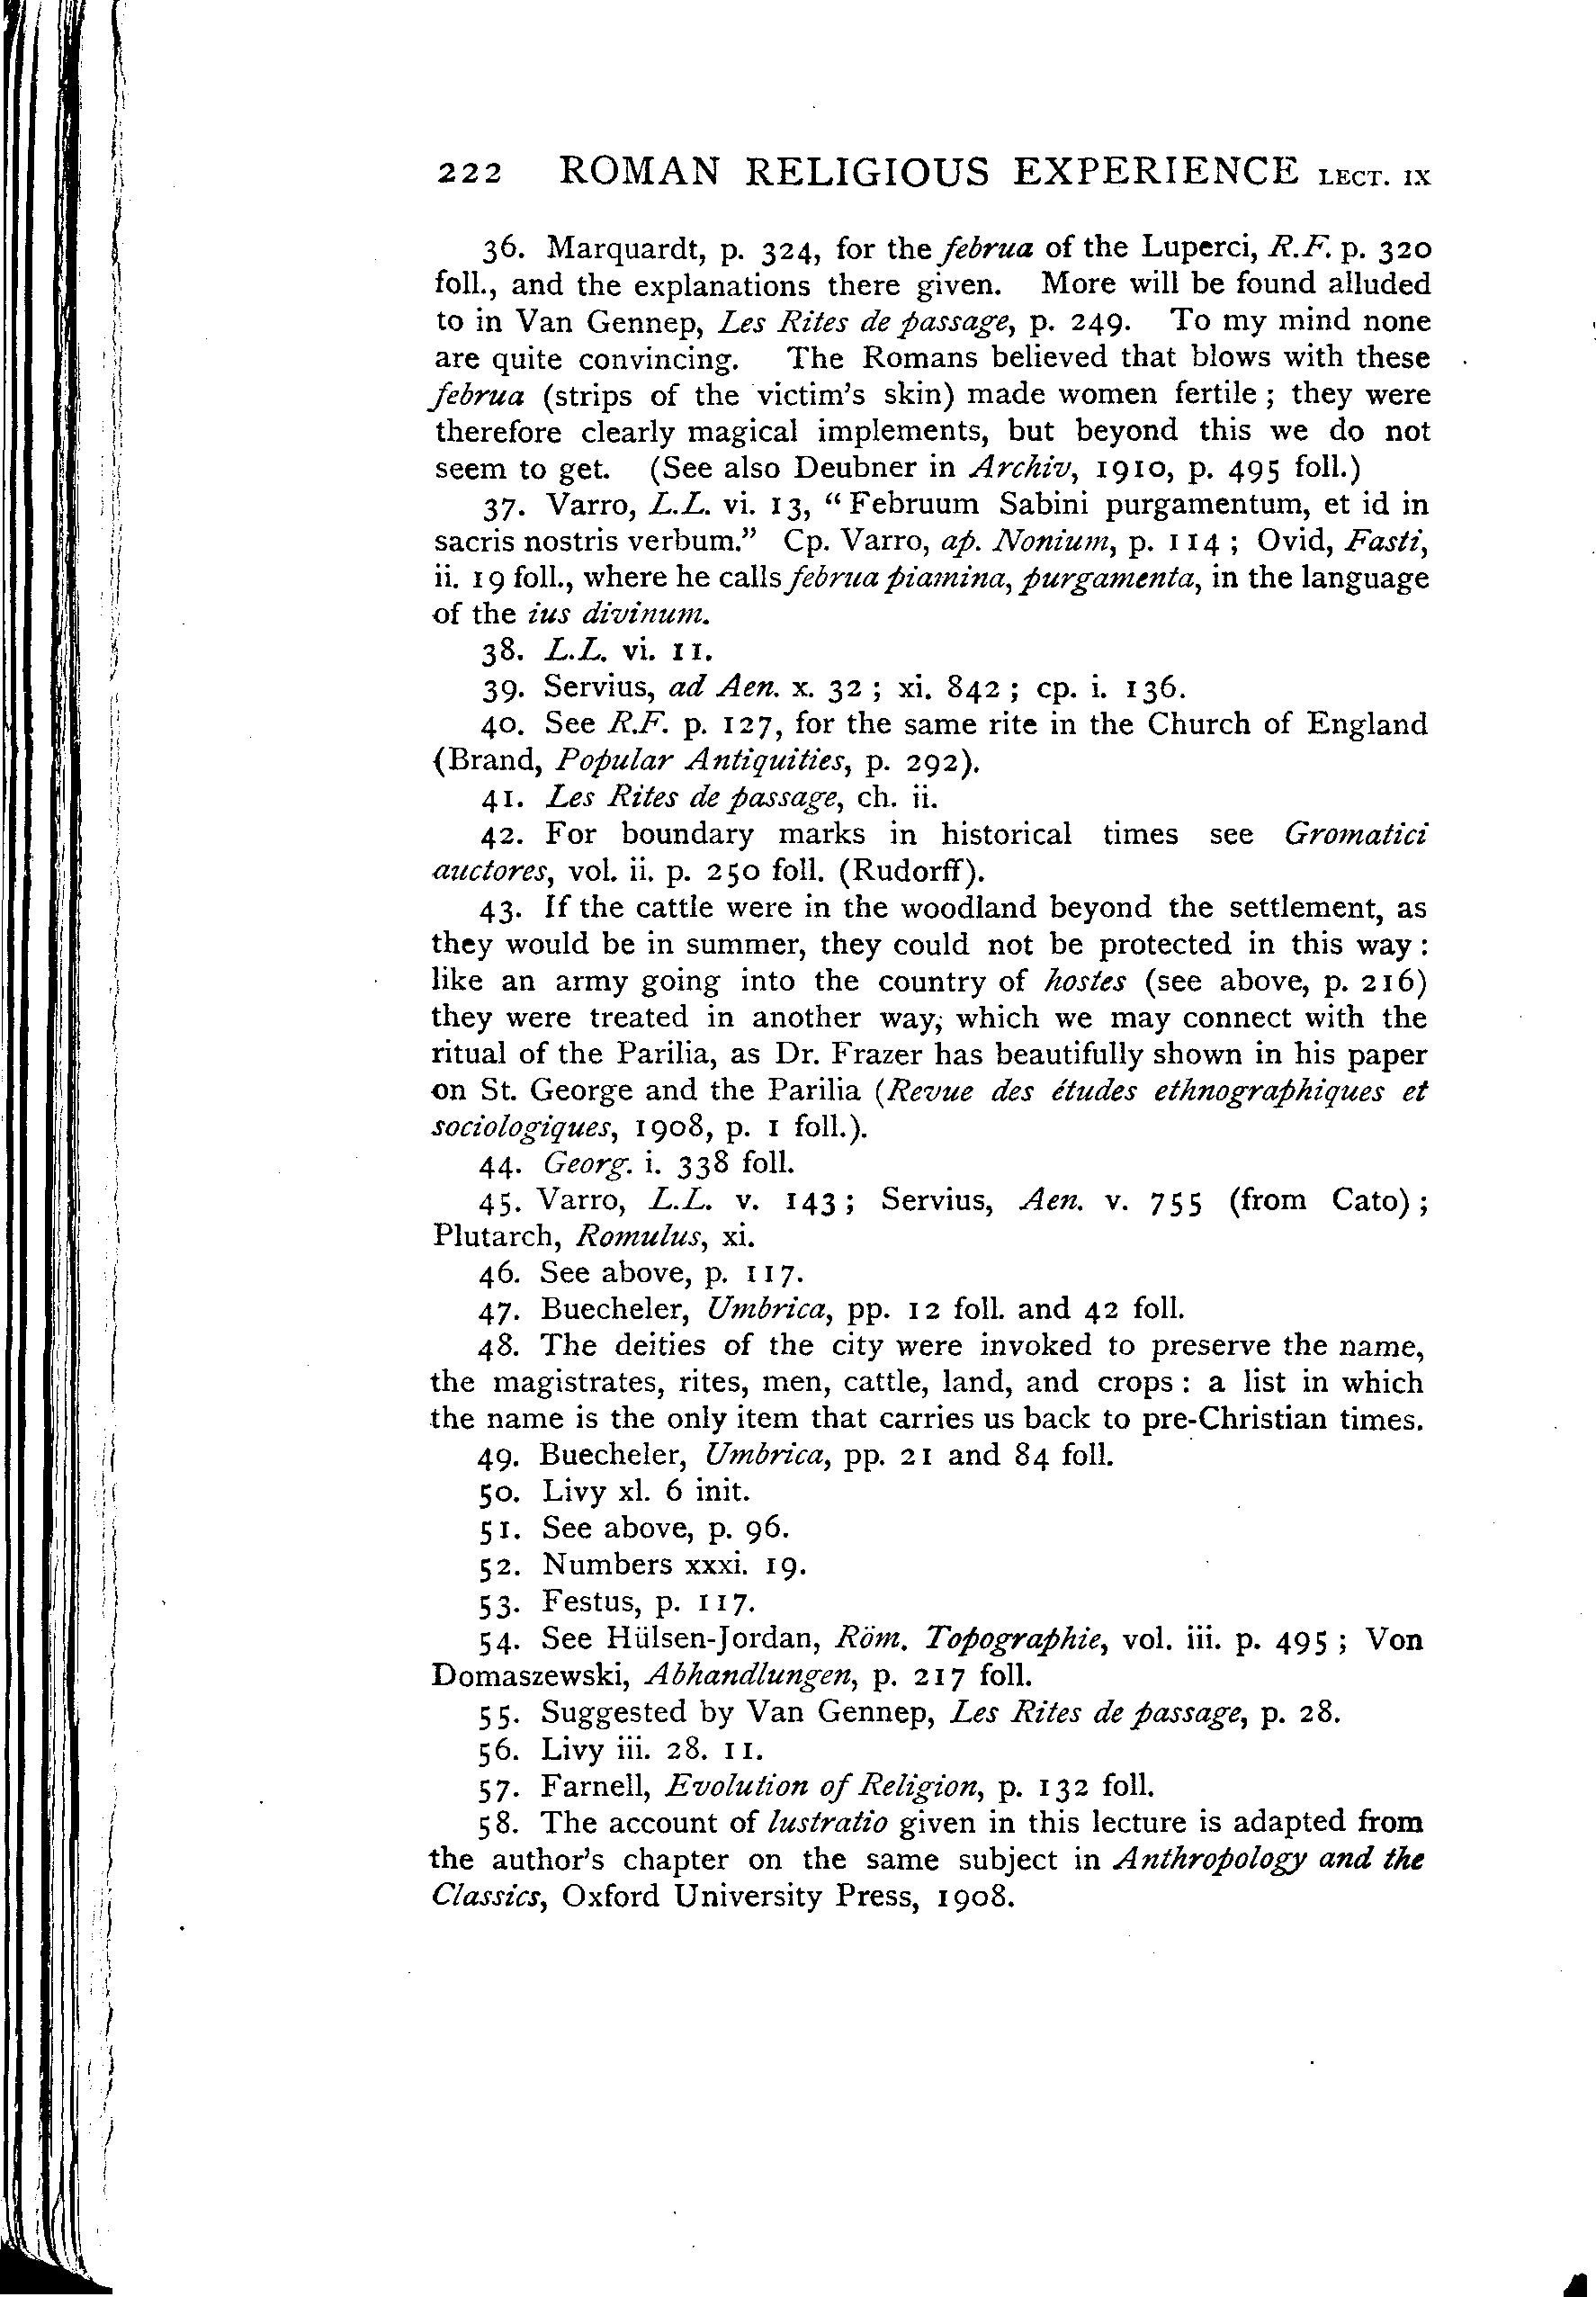 222 ROMAN RELIGIOUS EXPERIENCE LECT. IX
36. Marquardt, p. 324, for the februa of the Luperci, R.F. p. 320
foll., and the explanations there given. More will be found alluded
to in Van Gennep, Les Rites de passage, p. 249. To my mind none
are quite convincing. The Romans believed that blows with these
februa (strips of the victim's skin) made women fertile ; they were
therefore clearly magical implements, but beyond this we do not
seem to get. (See also Deubner in Archiv, 1910, p. 495 foll.)
37. Varro, L.L. vi. 13, “Februum Sabini purgamentum, et id in
sacris nostris verbum.” Cp. Varro, ap. Nonium, p. 114 ; Ovid, Fasti,
ii. 19 foll., where he calls februa piamina, purgamenta, in the language
of the ius divinum.
38. L.L. vi. 11.
39. Servius, ad Aen. x. 32 ; xi. 842 ; cp. i. 136.
40. See R.F. p. 127, for the same rite in the Church of England
(Brand, Popular Antiquities, p. 292).
41. Les Rites de passage, ch. ii.
42. For boundary marks in historical times see Gromatici
auctores, vol. ii. p. 250 foll. (Rudorff).
43. If the cattle were in the woodland beyond the settlement, as
they would be in summer, they could not be protected in this way :
like an army going into the country of hostes (see above, p. 216)
they were treated in another way, which we may connect with the
ritual of the Parilia, as Dr. Frazer has beautifully shown in his paper
on St. George and the Parilia (Revue des études ethnographiques et
sociologiques, 1908, p. 1 foll.).
44. Georg. i. 338 foll.
45. Varro, L.L. v. 143 ; Servius, Aen. v. 755 (from Cato) ;
Plutarch, Romulus, xi.
46. See above, p. 117.
47. Buecheler, Umbrica, pp. 12 foll. and 42 foll.
48. The deities of the city were invoked to preserve the name,
the magistrates, rites, men, cattle, land, and crops : a list in which
the name is the only item that carries us back to pre-Christian times.
49. Buecheler, Umbrica, pp. 21 and 84 foll.
50. Livy xl. 6 init.
51. See above, p. 96.
52. Numbers xxxi. 19.
53. Festus, p. 117.
54. See Hülsen-Jordan, Röm. Topographie, vol. iii. p. 495 ; Von
Domaszewski, Abhandlungen, p. 217 foll.
55. Suggested by Van Gennep, Les Rites de passage, p. 28.
56. Livy iii. 28. 11.
57. Farnell, Evolution of Religion, p. 132 foll.
58. The account of lustratio given in this lecture is adapted from
the author's chapter on the same subject in Anthropology and the
Classics, Oxford University Press, 1908.